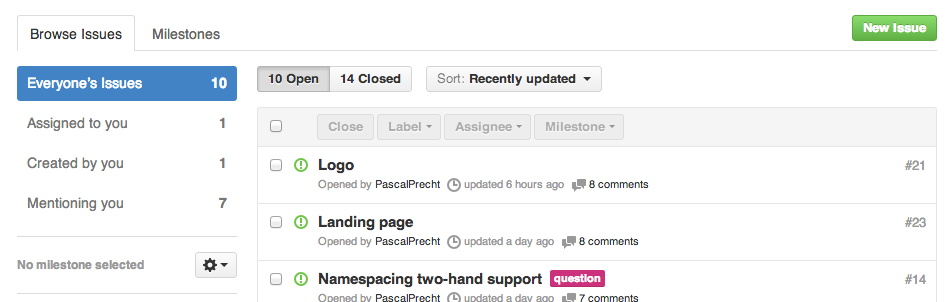 Browse Issues Milestones New Issue
Everyone's Issues 10
Assigned to you 1
Created by you 1
Mentioning you 7
No milestone selected
10 Open 14 Closed Sort: Recently updated
Close Label Assignee Milestone
Logo #21
Opened by PascalPrecht updated 6 hours ago 8 comments
Landing page #23
Opened by PascalPrecht updated a day ago 8 comments
Namespacing two-hand support question #14
Opened by PascalPrecht updated a day ago 7 comments